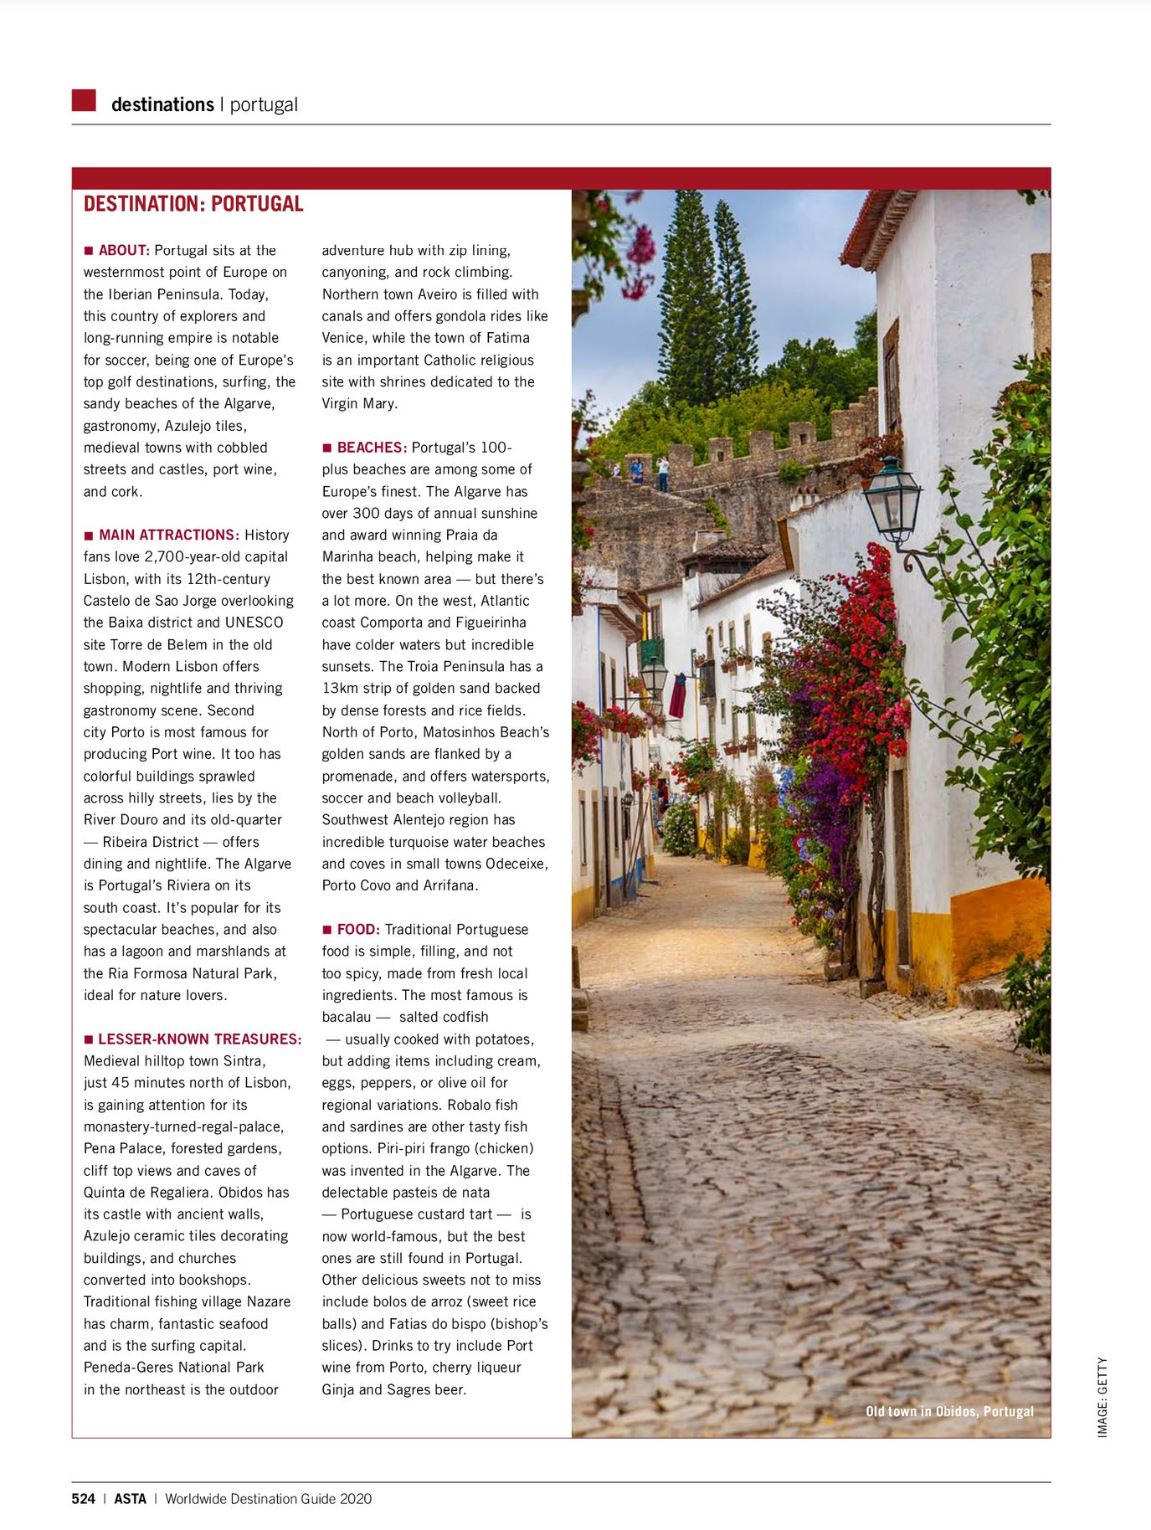 destinations | portugal
DESTINATION: PORTUGAL
■ ABOUT: Portugal sits at the
westernmost point of Europe on
the Iberian Peninsula. Today,
this country of explorers and
long-running empire is notable
for soccer, being one of Europe's
top golf destinations, surfing, the
sandy beaches of the Algarve,
gastronomy, Azulejo tiles,
medieval towns with cobbled
streets and castles, port wine,
and cork.
■ MAIN ATTRACTIONS: History
fans love 2,700-year-old capital
Lisbon, with its 12th-century
Castelo de Sao Jorge overlooking
the Baixa district and UNESCO
site Torre de Belem in the old
town. Modern Lisbon offers
shopping, nightlife and thriving
gastronomy scene. Second
city Porto is most famous for
producing Port wine. It too has
colorful buildings sprawled
across hilly streets, lies by the
River Douro and its old-quarter
— Ribeira District — offers
dining and nightlife. The Algarve
is Portugal's Riviera on its
south coast. It's popular for its
spectacular beaches, and also
has a lagoon and marshlands at
the Ria Formosa Natural Park,
ideal for nature lovers.
■ LESSER-KNOWN TREASURES:
Medieval hilltop town Sintra,
just 45 minutes north of Lisbon,
is gaining attention for its
monastery-turned-regal-palace,
Pena Palace, forested gardens,
cliff top views and caves of
Quinta de Regaliera. Obidos has
its castle with ancient walls,
Azulejo ceramic tiles decorating
buildings, and churches
converted into bookshops.
Traditional fishing village Nazare
has charm, fantastic seafood
and is the surfing capital.
Peneda-Geres National Park
in the northeast is the outdoor
adventure hub with zip lining,
canyoning, and rock climbing.
Northern town Aveiro is filled with
canals and offers gondola rides like
Venice, while the town of Fatima
is an important Catholic religious
site with shrines dedicated to the
Virgin Mary.
■ BEACHES: Portugal's 100-
plus beaches are among some of
Europe's finest. The Algarve has
over 300 days of annual sunshine
and award winning Praia da
Marinha beach, helping make it
the best known area — but there's
a lot more. On the west, Atlantic
coast Comporta and Figueirinha
have colder waters but incredible
sunsets. The Troia Peninsula has a
13km strip of golden sand backed
by dense forests and rice fields.
North of Porto, Matosinhos Beach's
golden sands are flanked by a
promenade, and offers watersports,
soccer and beach volleyball.
Southwest Alentejo region has
incredible turquoise water beaches
and coves in small towns Odeceixe,
Porto Covo and Arrifana.
■ FOOD: Traditional Portuguese
food is simple, filling, and not
too spicy, made from fresh local
ingredients. The most famous is
bacalau — salted codfish
— usually cooked with potatoes,
but adding items including cream,
eggs, peppers, or olive oil for
regional variations. Robalo fish
and sardines are other tasty fish
options. Piri-piri frango (chicken)
was invented in the Algarve. The
delectable pasteis de nata
— Portuguese custard tart — is
now world-famous, but the best
ones are still found in Portugal.
Other delicious sweets not to miss
include bolos de arroz (sweet rice
balls) and Fatias do bispo (bishop's
slices). Drinks to try include Port
wine from Porto, cherry liqueur
Ginja and Sagres beer.
Old town in Obidos, Portugal
IMAGE: GETTY
524 | ASTA | Worldwide Destination Guide 2020